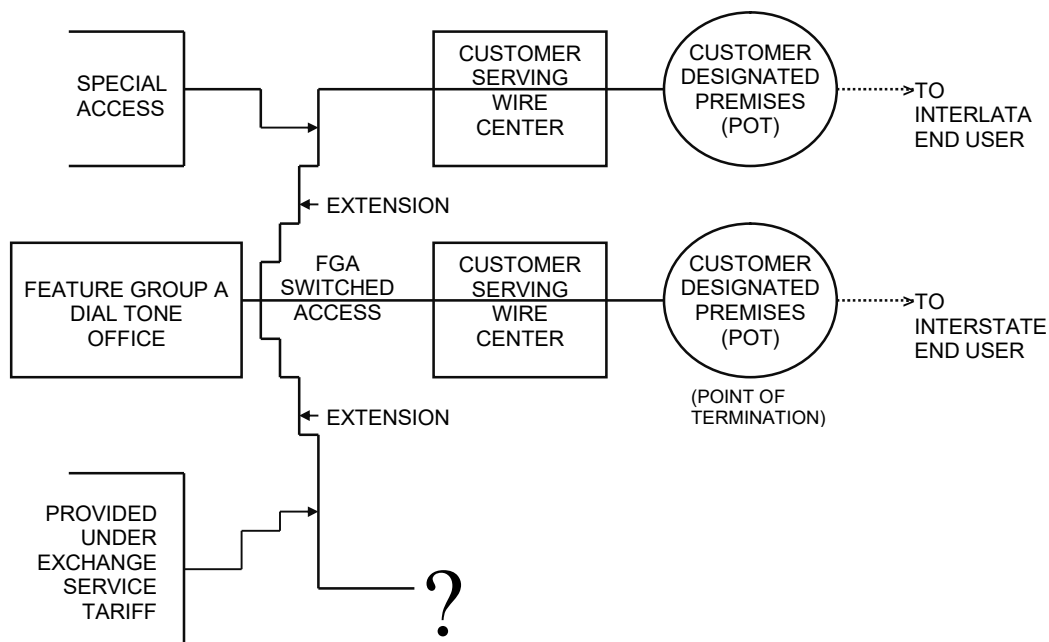 SPECIAL
ACCESS
CUSTOMER
SERVING
WIRE
CENTER
CUSTOMER
DESIGNATED
PREMISES
(POT)
>TO
INTERLATA
END USER
EXTENSION
FEATURE GROUP A
DIAL TONE
OFFICE
FGA
SWITCHED
ACCESS
CUSTOMER
SERVING
WIRE
CENTER
CUSTOMER
DESIGNATED
PREMISES
(POT)
>TO
INTERSTATE
END USER
(POINT OF
TERMINATION)
EXTENSION
PROVIDED
UNDER
EXCHANGE
SERVICE
TARIFF
?